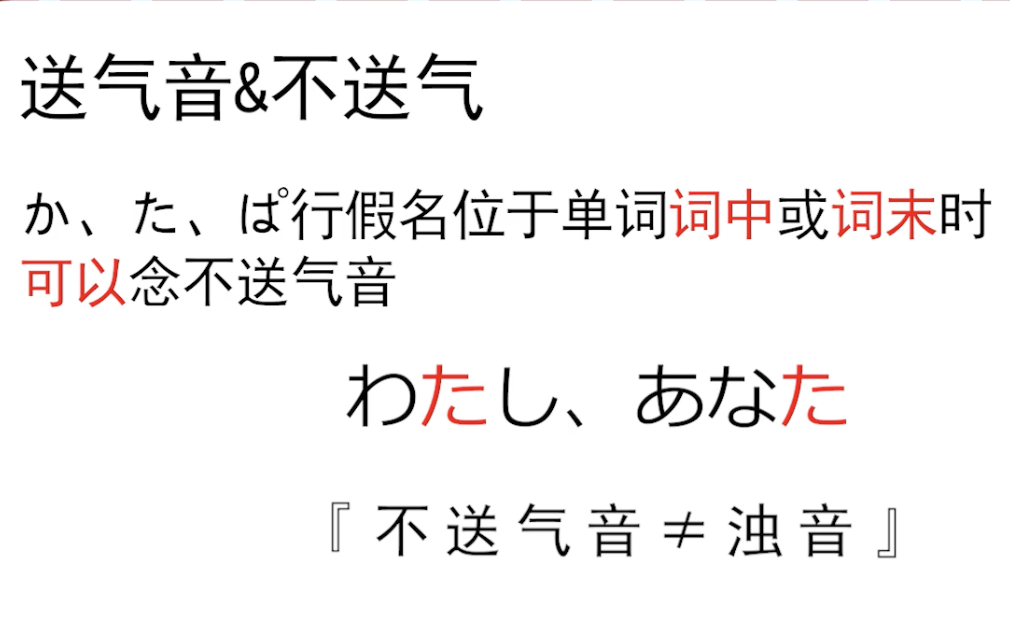 送气音&不送气
か、た、ぱ行假名位于单词词中或词末时
可以念不送气音
わたし、あなた
『不送气音≠浊音』